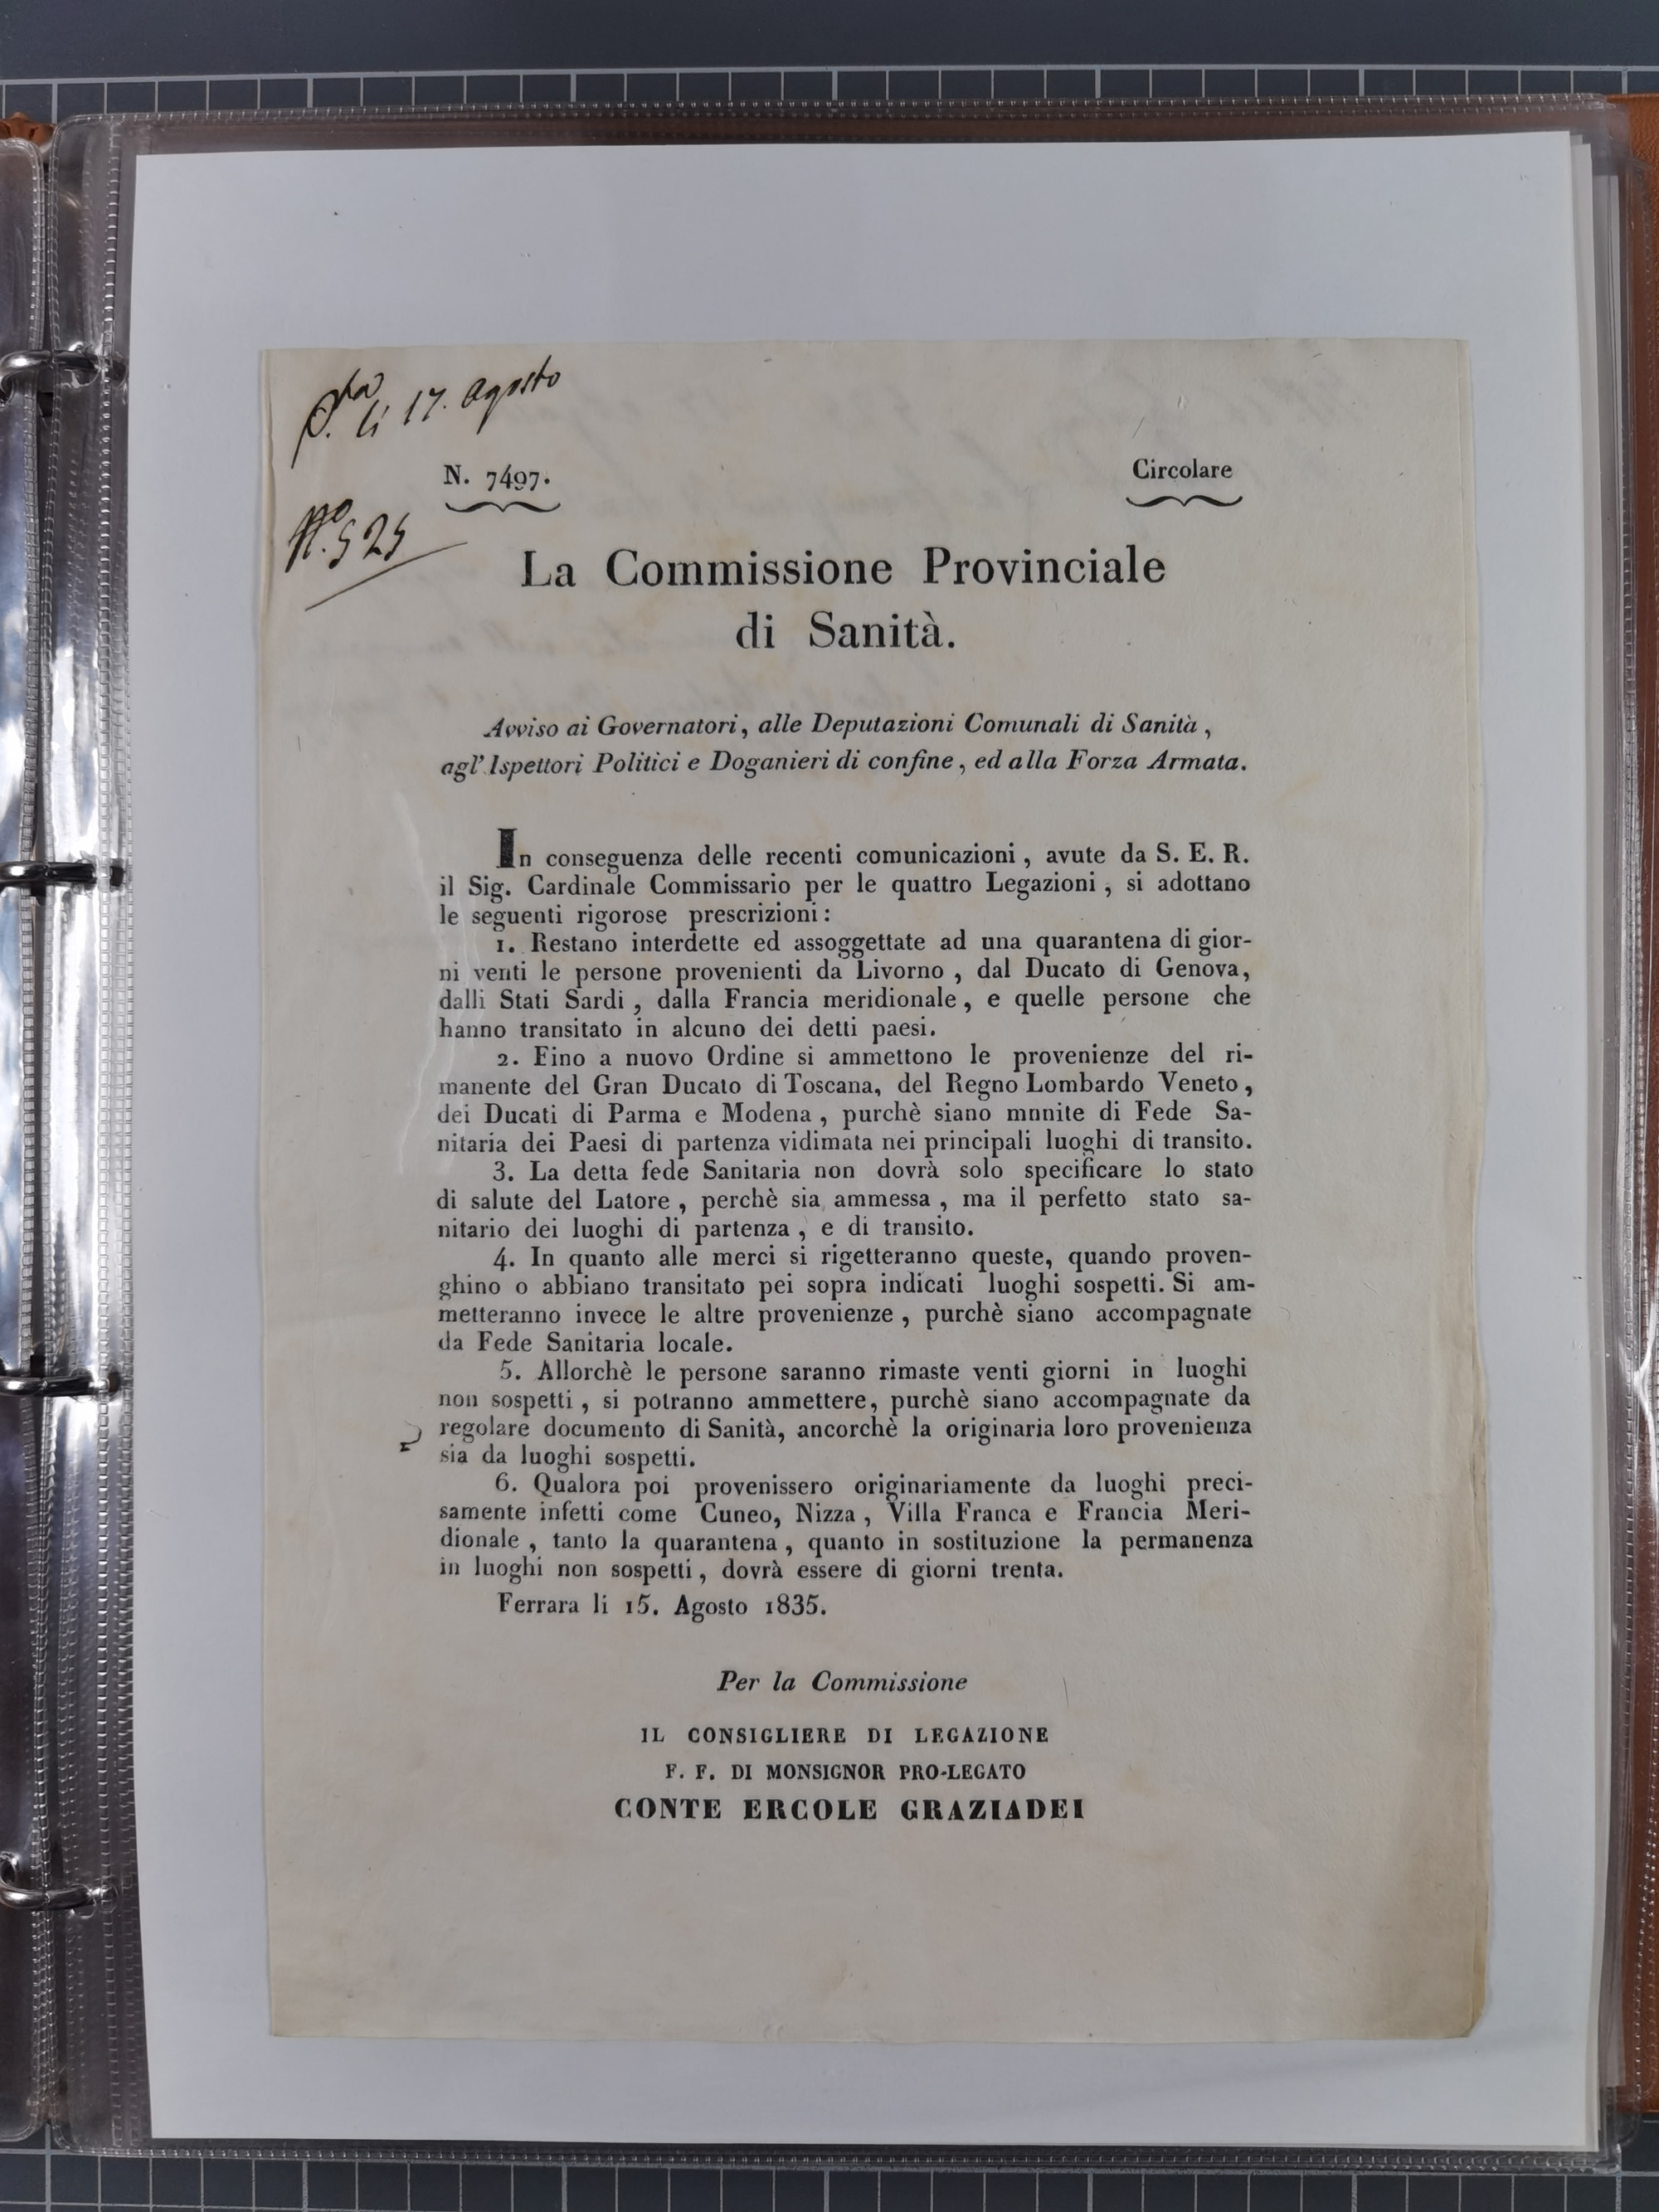 P.ta li 17. Agosto
N. 7497.
Circolare
N.o 525
La Commissione Provinciale
di Sanità.
Avviso ai Governatori, alle Deputazioni Comunali di Sanità,
agl' Ispettori Politici e Doganieri di confine, ed alla Forza Armata.
In conseguenza delle recenti comunicazioni, avute da S. E. R.
il Sig. Cardinale Commissario per le quattro Legazioni, si adottano
le seguenti rigorose prescrizioni:
1. Restano interdette ed assoggettate ad una quarantena di gior-
ni venti le persone provenienti da Livorno, dal Ducato di Genova,
dalli Stati Sardi, dalla Francia meridionale, e quelle persone che
hanno transitato in alcuno dei detti paesi.
2. Fino a nuovo Ordine si ammettono le provenienze del ri-
manente del Gran Ducato di Toscana, del Regno Lombardo Veneto,
dei Ducati di Parma e Modena, purchè siano mnnite di Fede Sa-
nitaria dei Paesi di partenza vidimata nei principali luoghi di transito.
3. La detta fede Sanitaria non dovrà solo specificare lo stato
di salute del Latore, perchè sia ammessa, ma il perfetto stato sa-
nitario dei luoghi di partenza, e di transito.
4. In quanto alle merci si rigetteranno queste, quando proven-
ghino o abbiano transitato pei sopra indicati luoghi sospetti. Si am-
metteranno invece le altre provenienze, purchè siano accompagnate
da Fede Sanitaria locale.
5. Allorchè le persone saranno rimaste venti giorni in luoghi
non sospetti, si potranno ammettere, purchè siano accompagnate da
regolare documento di Sanità, ancorchè la originaria loro provenienza
sia da luoghi sospetti.
6. Qualora poi provenissero originariamente da luoghi preci-
samente infetti come Cuneo, Nizza, Villa Franca e Francia Meri-
dionale, tanto la quarantena, quanto in sostituzione la permanenza
in luoghi non sospetti, dovrà essere di giorni trenta.
Ferrara li 15. Agosto 1835.
Per la Commissione
IL CONSIGLIERE DI LEGAZIONE
F. F. DI MONSIGNOR PRO-LEGATO
CONTE ERCOLE GRAZIADEI